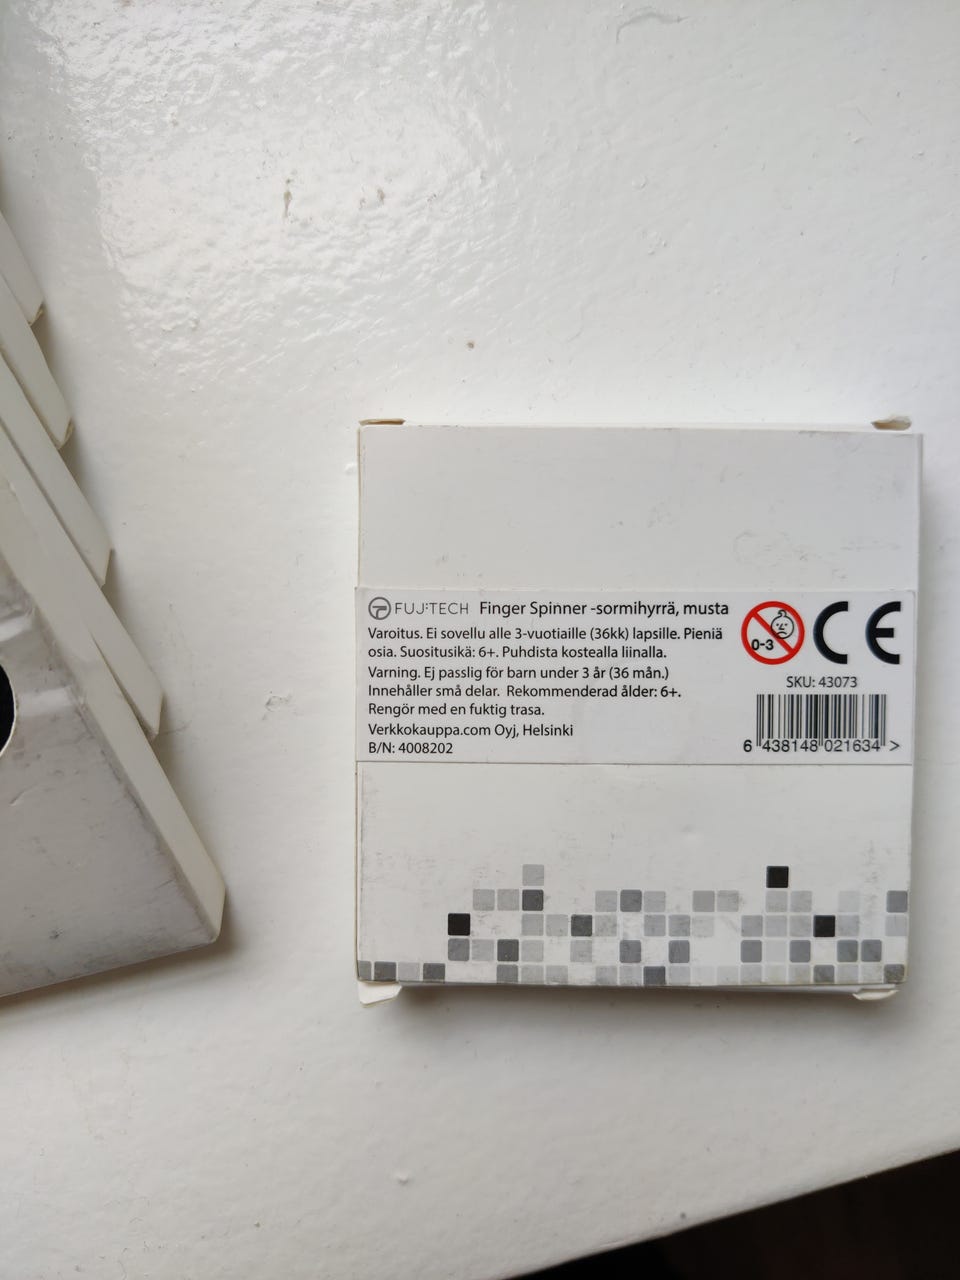 FUJ:TECH Finger Spinner -sormihyrrä, musta
Varoitus. Ei sovellu alle 3-vuotiaille (36kk) lapsille. Pieniä
osia. Suositusikä: 6+. Puhdista kostealla liinalla.
Varning. Ej passlig för barn under 3 år (36 mån.)
Innehåller små delar. Rekommenderad ålder: 6+.
Rengör med en fuktig trasa.
Verkkokauppa.com Oyj, Helsinki
B/N: 4008202
0-3
CE
SKU: 43073
6 438148 021634 >